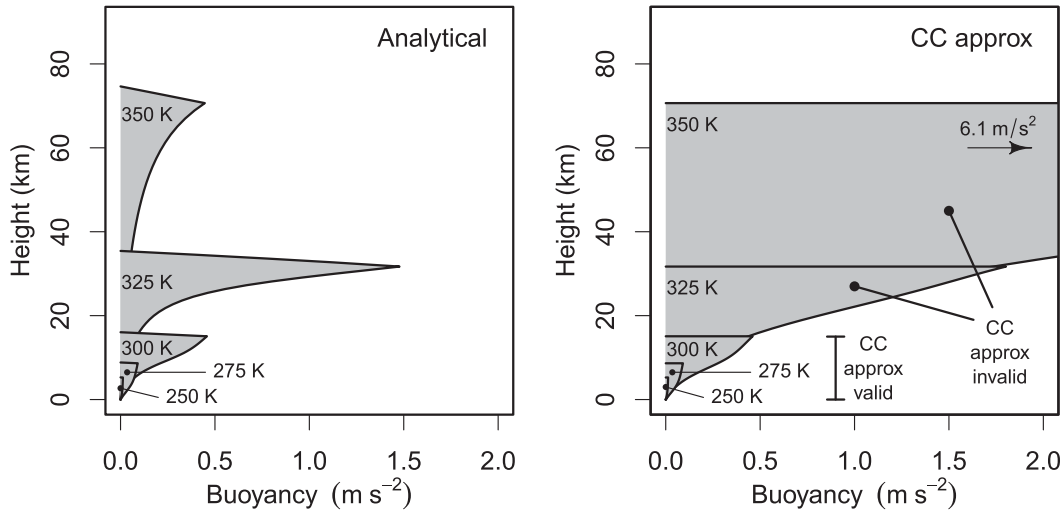 Analytical
Height (km)
80
60
40
20
0
350 K
325 K
300 K
275 K
250 K
0.0 0.5 1.0 1.5 2.0
Buoyancy (m s⁻²)
CC approx
Height (km)
80
60
40
20
0
350 K
6.1 m/s²
325 K
300 K
275 K
250 K
CC
approx
valid
CC
approx
invalid
0.0 0.5 1.0 1.5 2.0
Buoyancy (m s⁻²)